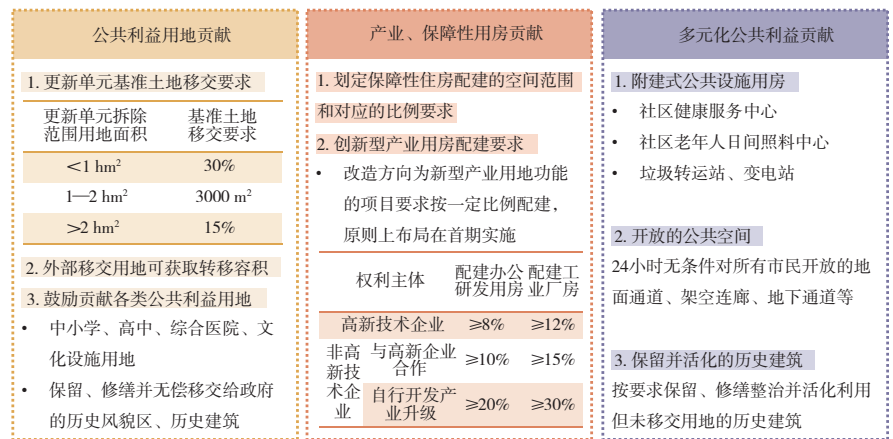 公共利益用地贡献
1. 更新单元基准土地移交要求
更新单元拆除
范围用地面积
基准土地
移交要求
＜1 hm² 30%
1—2 hm² 3000 m²
＞2 hm² 15%
2. 外部移交用地可获取转移容积
3. 鼓励贡献各类公共利益用地
• 中小学、高中、综合医院、文
化设施用地
• 保留、修缮并无偿移交给政府
的历史风貌区、历史建筑
产业、保障性用房贡献
1. 划定保障性住房配建的空间范围
和对应的比例要求
2. 创新型产业用房配建要求
• 改造方向为新型产业用地功能
的项目要求按一定比例配建，
原则上布局在首期实施
权利主体
配建办公
研发用房
配建工
业厂房
高新技术企业 ≥8% ≥12%
非高
新技
术企
业
与高新企业
合作
≥10% ≥15%
自行开发产
业升级
≥20% ≥30%
多元化公共利益贡献
1. 附建式公共设施用房
• 社区健康服务中心
• 社区老年人日间照料中心
• 垃圾转运站、变电站
2. 开放的公共空间
24小时无条件对所有市民开放的地
面通道、架空连廊、地下通道等
3. 保留并活化的历史建筑
按要求保留、修缮整治并活化利用
但未移交用地的历史建筑